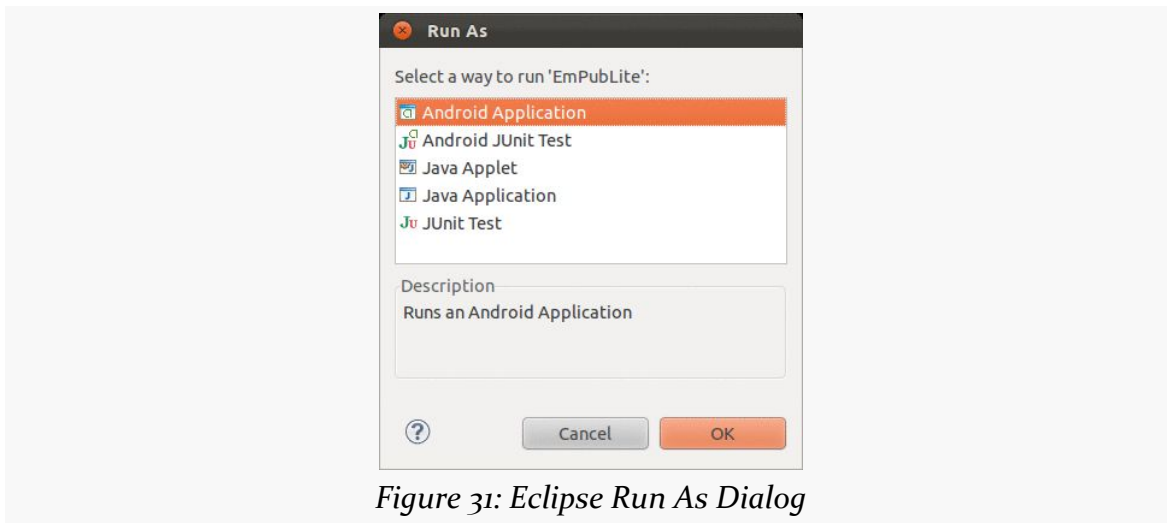 Run As
Select a way to run 'EmPubLite':
Android Application
Android JUnit Test
Java Applet
Java Application
JUnit Test
Description
Runs an Android Application
Cancel OK
Figure 31: Eclipse Run As Dialog